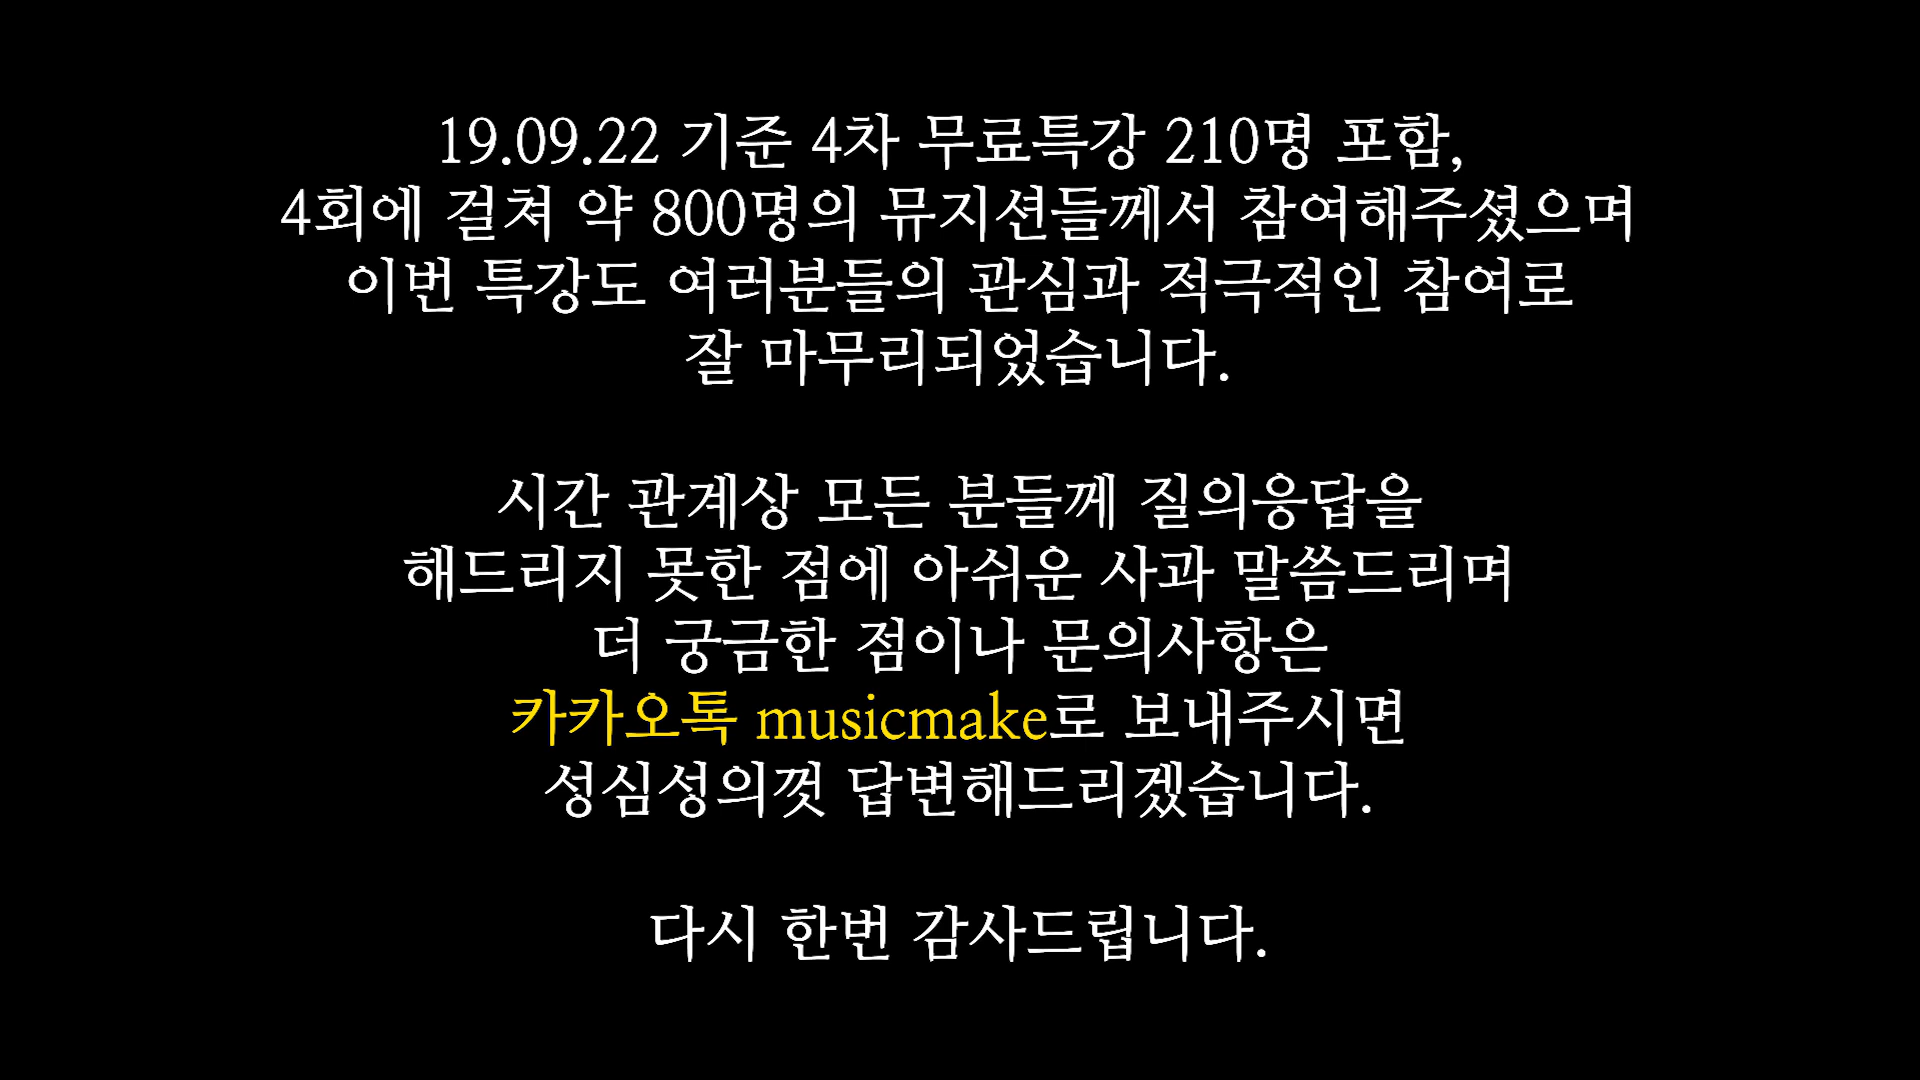 19.09.22 기준 4차 무료특강 210명 포함,
4회에 걸쳐 약 800명의 뮤지션들께서 참여해주셨으며
이번 특강도 여러분들의 관심과 적극적인 참여로
잘 마무리되었습니다.
시간 관계상 모든 분들께 질의응답을
해드리지 못한 점에 아쉬운 사과 말씀드리며
더 궁금한 점이나 문의사항은
카카오톡 musicmake로 보내주시면
성심성의껏 답변해드리겠습니다.
다시 한번 감사드립니다.